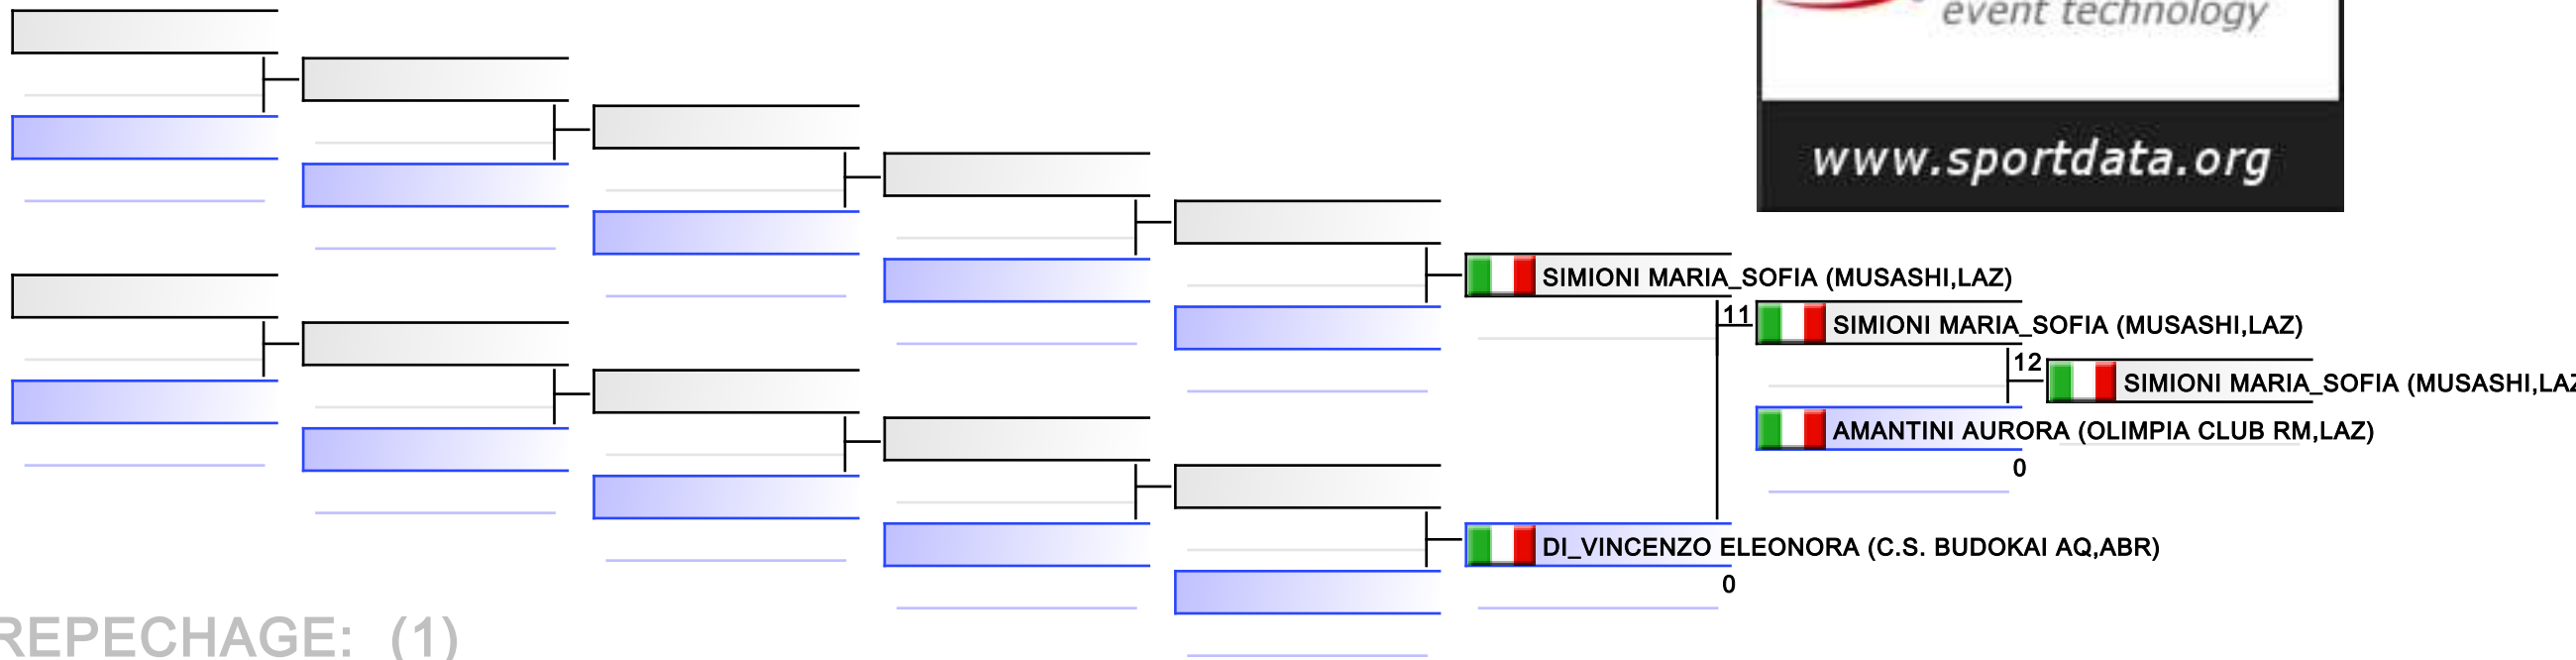 event technology
www.sportdata.org
SIMIONI MARIA_SOFIA (MUSASHI,LAZ)
11
SIMIONI MARIA_SOFIA (MUSASHI,LAZ)
12
SIMIONI MARIA_SOFIA (MUSASHI,LAZ
AMANTINI AURORA (OLIMPIA CLUB RM,LAZ)
0
DI_VINCENZO ELEONORA (C.S. BUDOKAI AQ,ABR)
0
REPECHAGE: (1)